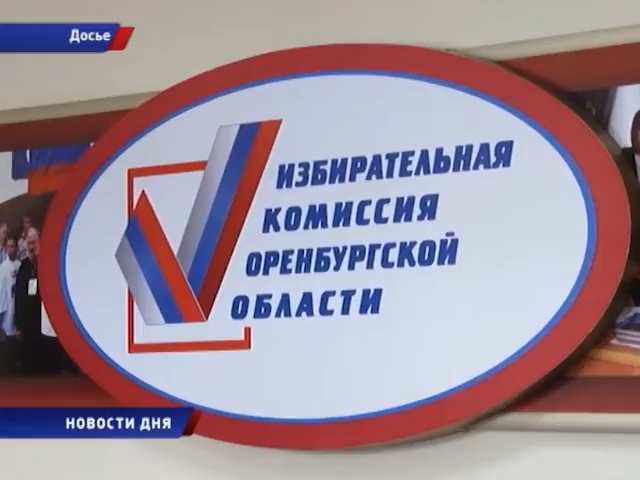 Досье
ИЗБИРАТЕЛЬНАЯ
КОМИССИЯ
ОРЕНБУРГСКОЙ
ОБЛАСТИ
НОВОСТИ ДНЯ